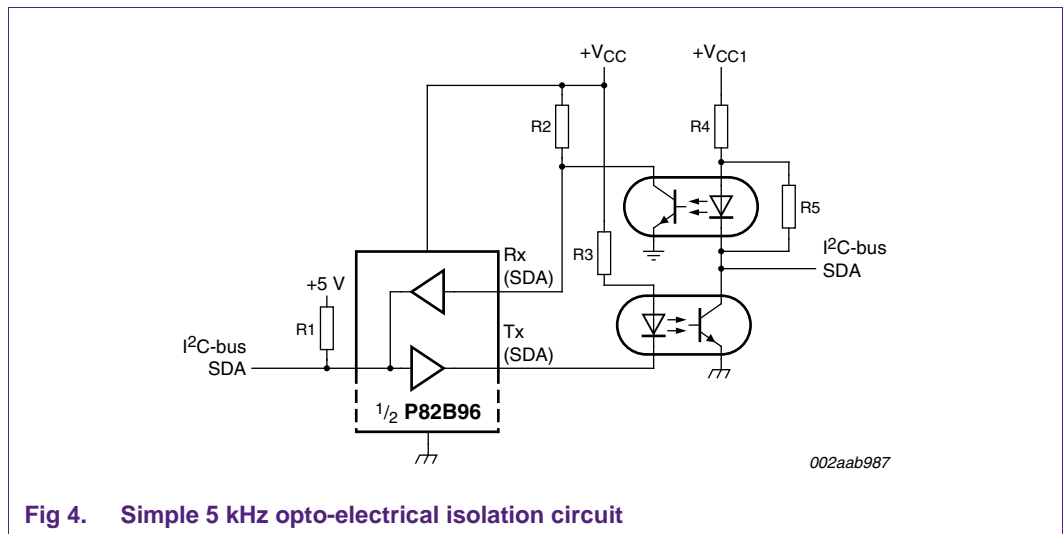 +VCC
+VCC1
R2
R4
R5
R3
Rx
(SDA)
I2C-bus
SDA
+5 V
R1
Tx
(SDA)
I2C-bus
SDA
1/2 P82B96
002aab987
Fig 4. Simple 5 kHz opto-electrical isolation circuit